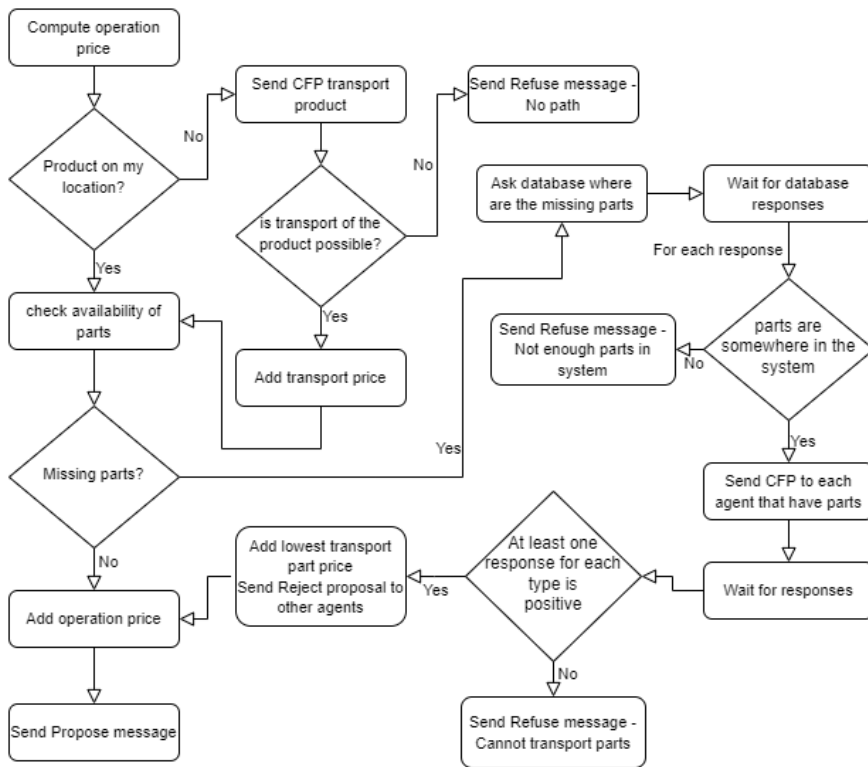 Compute operation
price
Send CFP transport
product
Send Refuse message -
No path
No
Product on my
location?
No
Ask database where
are the missing parts
Wait for database
responses
is transport of the
product possible?
For each response
Yes
check availability of
parts
Yes
Send Refuse message -
Not enough parts in
system
parts are
somewhere in the
system
No
Add transport price
Yes
Yes
Missing parts?
Send CFP to each
agent that have parts
At least one
response for each
type is
positive
Add lowest transport
part price
Send Reject proposal to
other agents
No
Yes
Wait for responses
Add operation price
No
Send Refuse message -
Cannot transport parts
Send Propose message